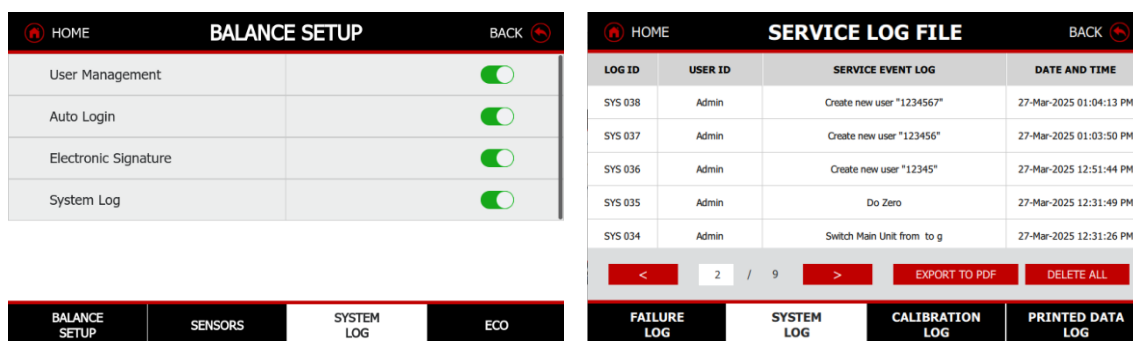 HOME BALANCE SETUP BACK
User Management
Auto Login
Electronic Signature
System Log
BALANCE SETUP
SENSORS
SYSTEM LOG
ECO
HOME SERVICE LOG FILE BACK
LOG ID USER ID SERVICE EVENT LOG DATE AND TIME
SYS 038 Admin Create new user "1234567" 27-Mar-2025 01:04:13 PM
SYS 037 Admin Create new user "123456" 27-Mar-2025 01:03:50 PM
SYS 036 Admin Create new user "12345" 27-Mar-2025 12:51:44 PM
SYS 035 Admin Do Zero 27-Mar-2025 12:31:49 PM
SYS 034 Admin Switch Main Unit from to g 27-Mar-2025 12:31:26 PM
< 2 / 9 > EXPORT TO PDF DELETE ALL
FAILURE LOG
SYSTEM LOG
CALIBRATION LOG
PRINTED DATA LOG